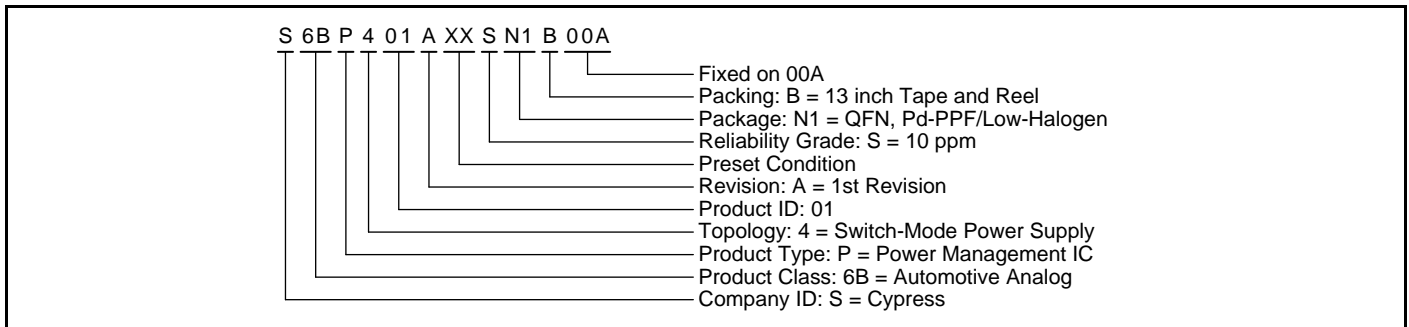 S 6B P 4 01 A XX S N1 B 00A
Fixed on 00A
Packing: B = 13 inch Tape and Reel
Package: N1 = QFN, Pd-PPF/Low-Halogen
Reliability Grade: S = 10 ppm
Preset Condition
Revision: A = 1st Revision
Product ID: 01
Topology: 4 = Switch-Mode Power Supply
Product Type: P = Power Management IC
Product Class: 6B = Automotive Analog
Company ID: S = Cypress